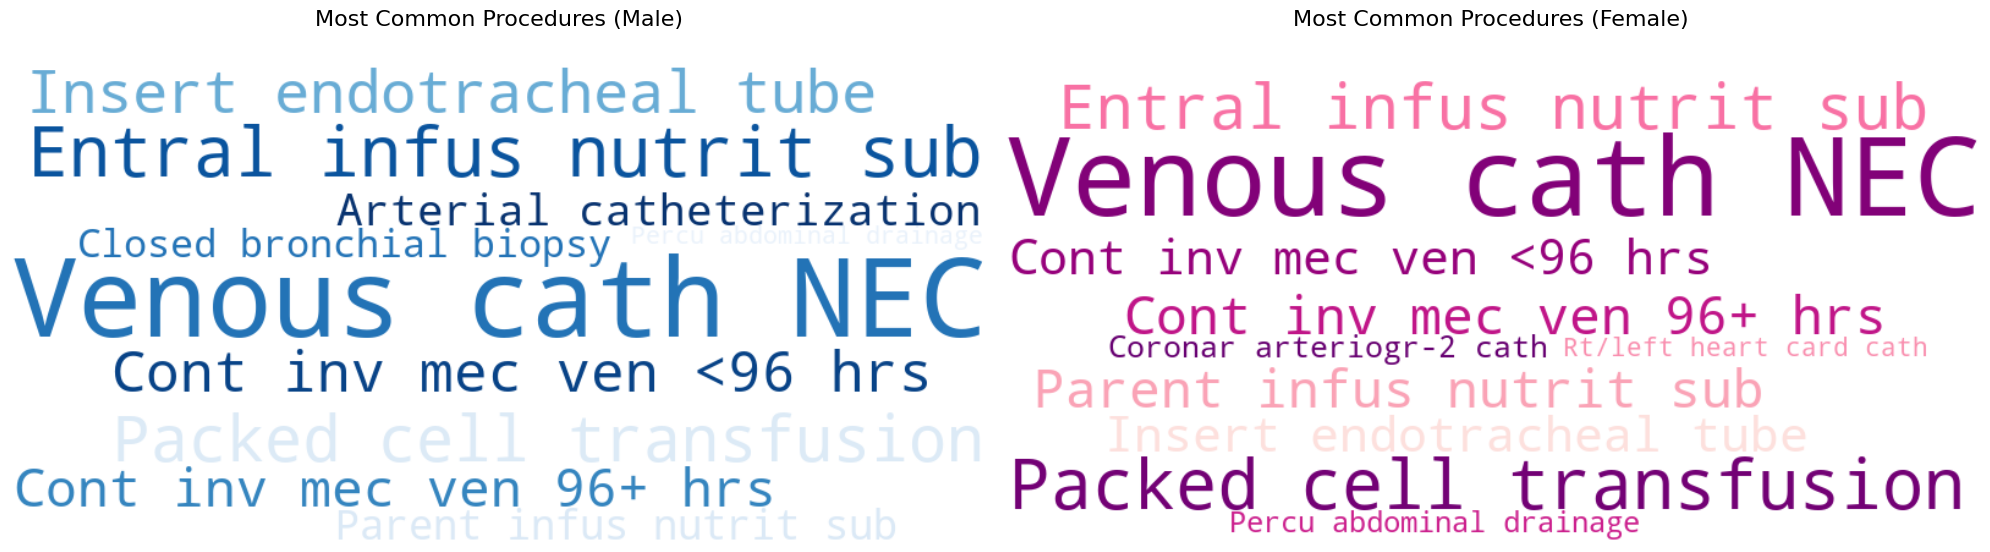 Most Common Procedures (Male)
Insert endotracheal tube
Entral infus nutrit sub
Arterial catheterization
Closed bronchial biopsy
Percu abdominal drainage
Venous cath NEC
Cont inv mec ven <96 hrs
Packed cell transfusion
Cont inv mec ven 96+ hrs
Parent infus nutrit sub
Most Common Procedures (Female)
Entral infus nutrit sub
Venous cath NEC
Cont inv mec ven <96 hrs
Cont inv mec ven 96+ hrs
Coronar arteriogr-2 cath
Rt/left heart card cath
Parent infus nutrit sub
Insert endotracheal tube
Packed cell transfusion
Percu abdominal drainage